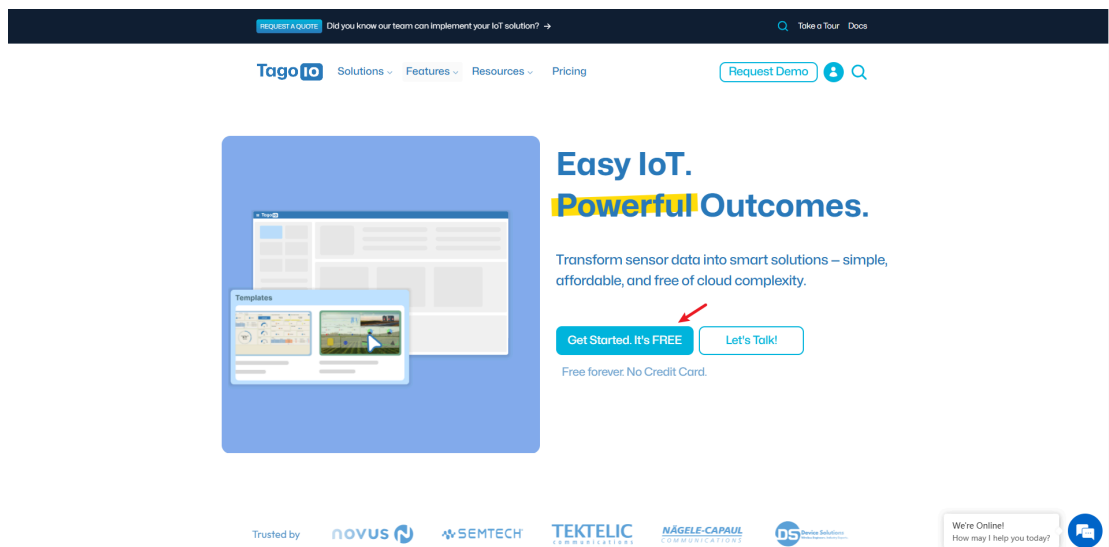 REQUEST A QUOTE Did you know our team can implement your IoT solution? → Take a Tour Docs
Tago IO Solutions Features Resources Pricing Request Demo
Easy IoT.
Powerful Outcomes.
Transform sensor data into smart solutions — simple,
affordable, and free of cloud complexity.
Tago IO
Templates
Get Started. It's FREE Let's Talk!
Free forever. No Credit Card.
Trusted by novus SEMTECH TEKTELIC communications NÄGELE-CAPAUL COMMUNICATIONS DS Device Solutions
We're Online!
How may I help you today?